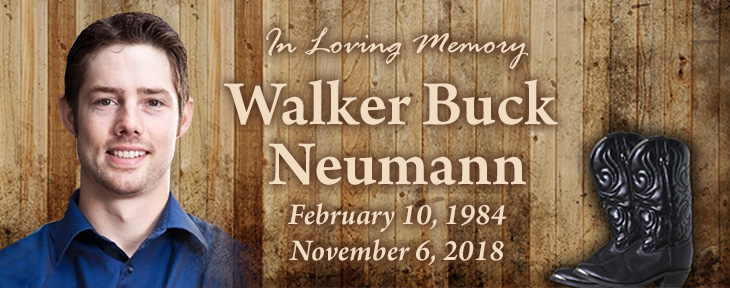 In Loving Memory
Walker Buck
Neumann
February 10, 1984
November 6, 2018